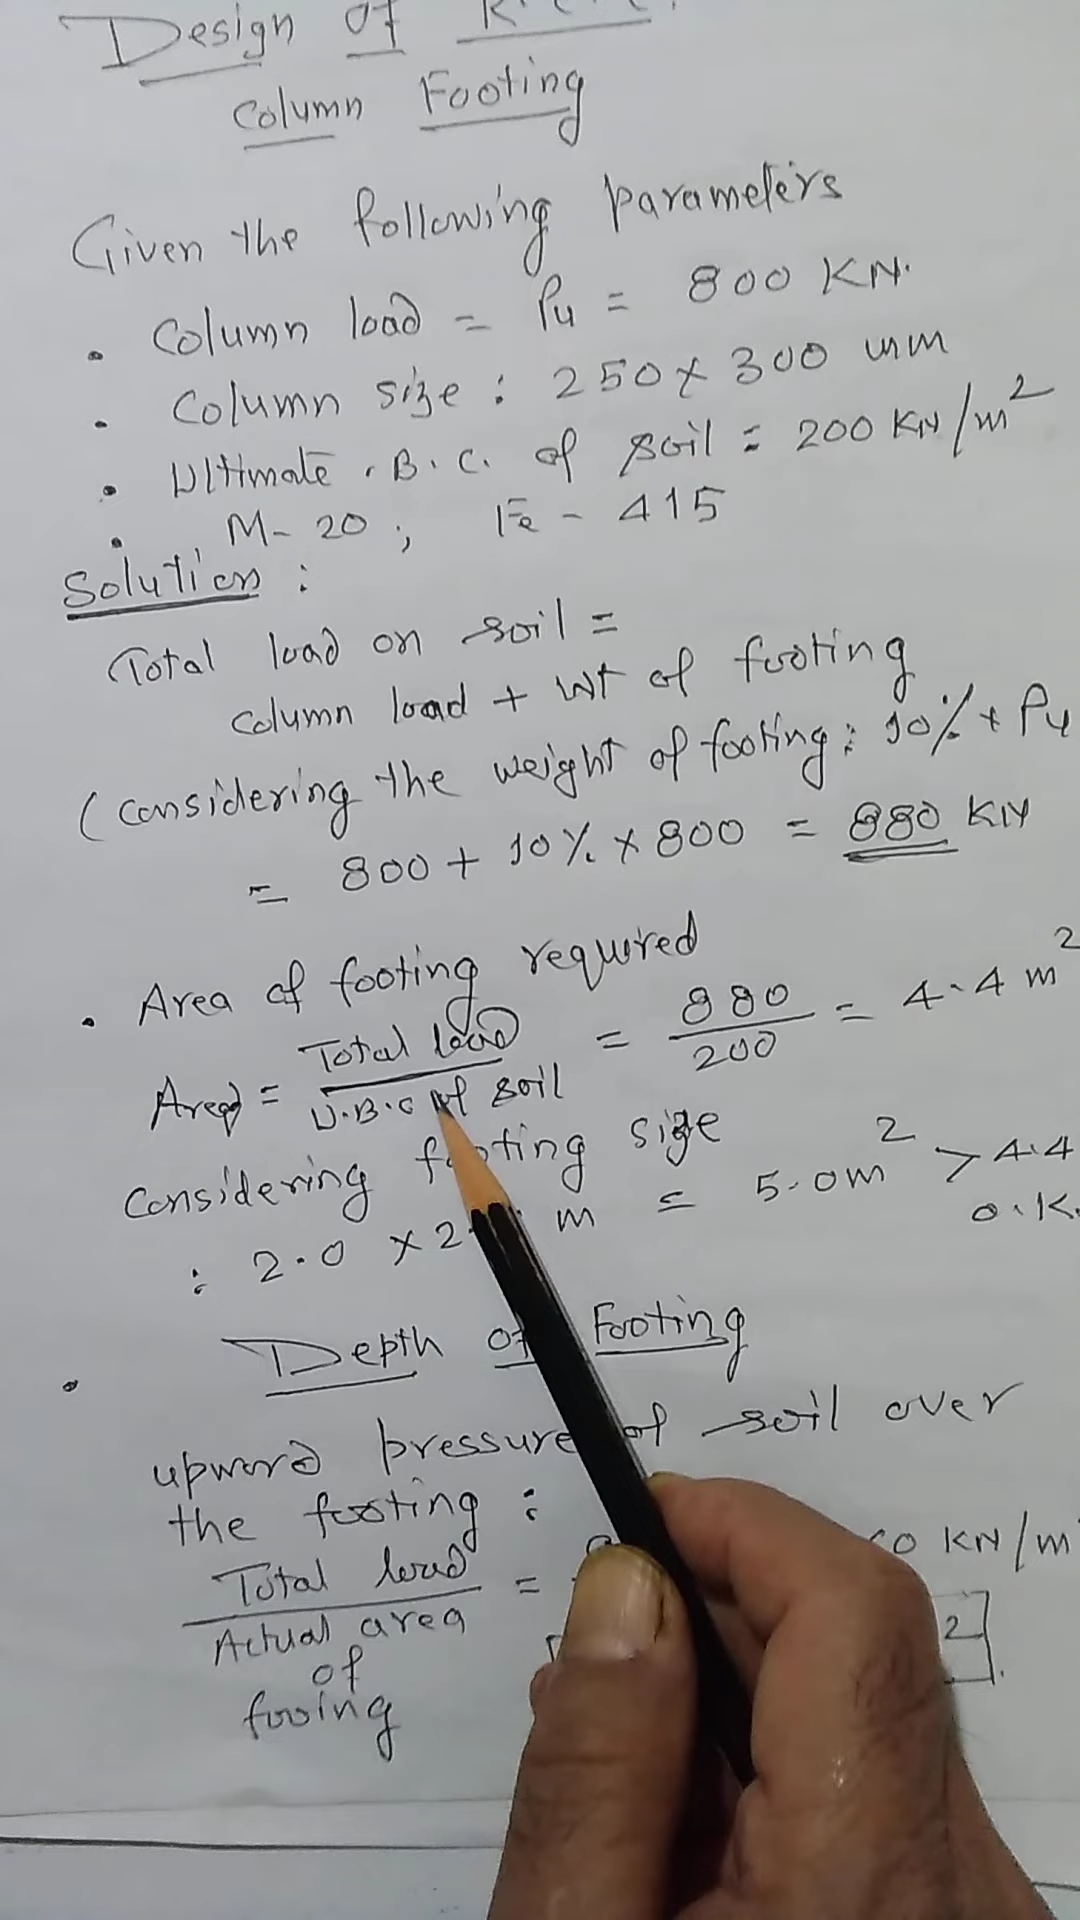 Design of
Column Footing
Given the following parameters
• Column load = Pu = 800 KN.
• Column size : 250 x 300 mm
• Ultimate . B. C. of soil = 200 KN/m²
• M- 20 ; Fe - 415
Solution :
Total load on soil =
column load + Wt of footing
(Considering the weight of footing : 10% x Pu
= 800 + 10% x 800 = 880 KN
• Area of footing required
Areq = Total load / U.B.C of soil = 880 / 200 = 4.4 m²
Considering footing size
: 2.0 x 2. m = 5.0 m² > 4.4
O.K.
• Depth of Footing
upward pressure of soil over
the footing :
Total load / Actual area of fooing = KN/m
2